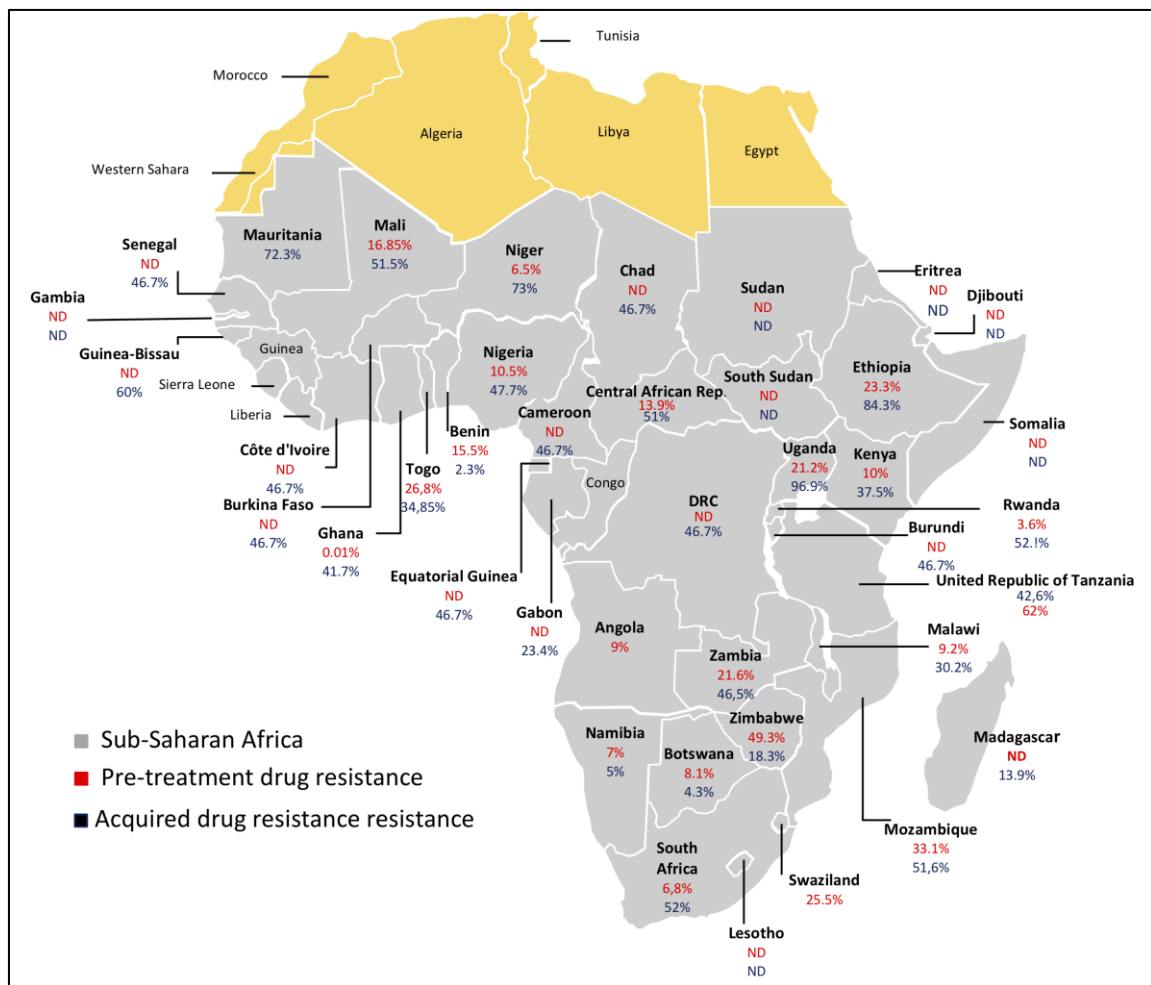 Tunisia
Morocco
Algeria
Libya
Egypt
Western Sahara
Mauritania
72.3%
Mali
16.85%
51.5%
Niger
6.5%
73%
Chad
ND
46.7%
Sudan
ND
ND
Eritrea
ND
ND
Djibouti
ND
ND
Senegal
ND
46.7%
Gambia
ND
ND
Guinea-Bissau
ND
60%
Guinea
Sierra Leone
Liberia
Nigeria
10.5%
47.7%
Central African Rep.
13.9%
51%
South Sudan
ND
ND
Ethiopia
23.3%
84.3%
Somalia
ND
ND
Côte d'Ivoire
ND
46.7%
Burkina Faso
ND
46.7%
Ghana
0.01%
41.7%
Togo
26,8%
34,85%
Benin
15.5%
2.3%
Cameroon
ND
46.7%
Equatorial Guinea
ND
46.7%
Gabon
ND
23.4%
Congo
DRC
ND
46.7%
Uganda
21.2%
96.9%
Kenya
10%
37.5%
Rwanda
3.6%
52.!%
Burundi
ND
46.7%
United Republic of Tanzania
42,6%
62%
Malawi
9.2%
30.2%
Angola
9%
Zambia
21.6%
46,5%
Zimbabwe
49.3%
18.3%
Namibia
7%
5%
Botswana
8.1%
4.3%
Madagascar
ND
13.9%
Mozambique
33.1%
51,6%
South
Africa
6,8%
52%
Swaziland
25.5%
Lesotho
ND
ND
Sub-Saharan Africa
Pre-treatment drug resistance
Acquired drug resistance resistance